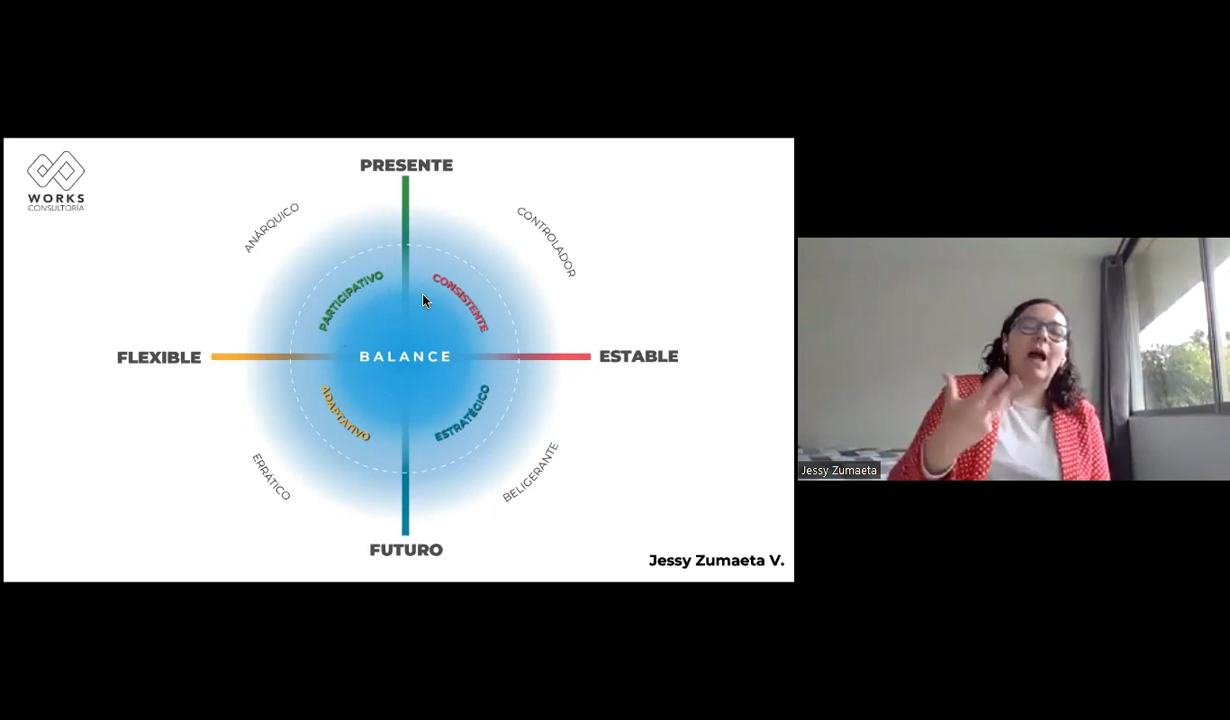 WORKS
CONSULTORÍA
PRESENTE
ANÁRQUICO
CONTROLADOR
PARTICIPATIVO
CONSISTENTE
FLEXIBLE
BALANCE
ESTABLE
ADAPTATIVO
ESTRATÉGICO
ERRÁTICO
BELIGERANTE
FUTURO
Jessy Zumaeta V.
Jessy Zumaeta